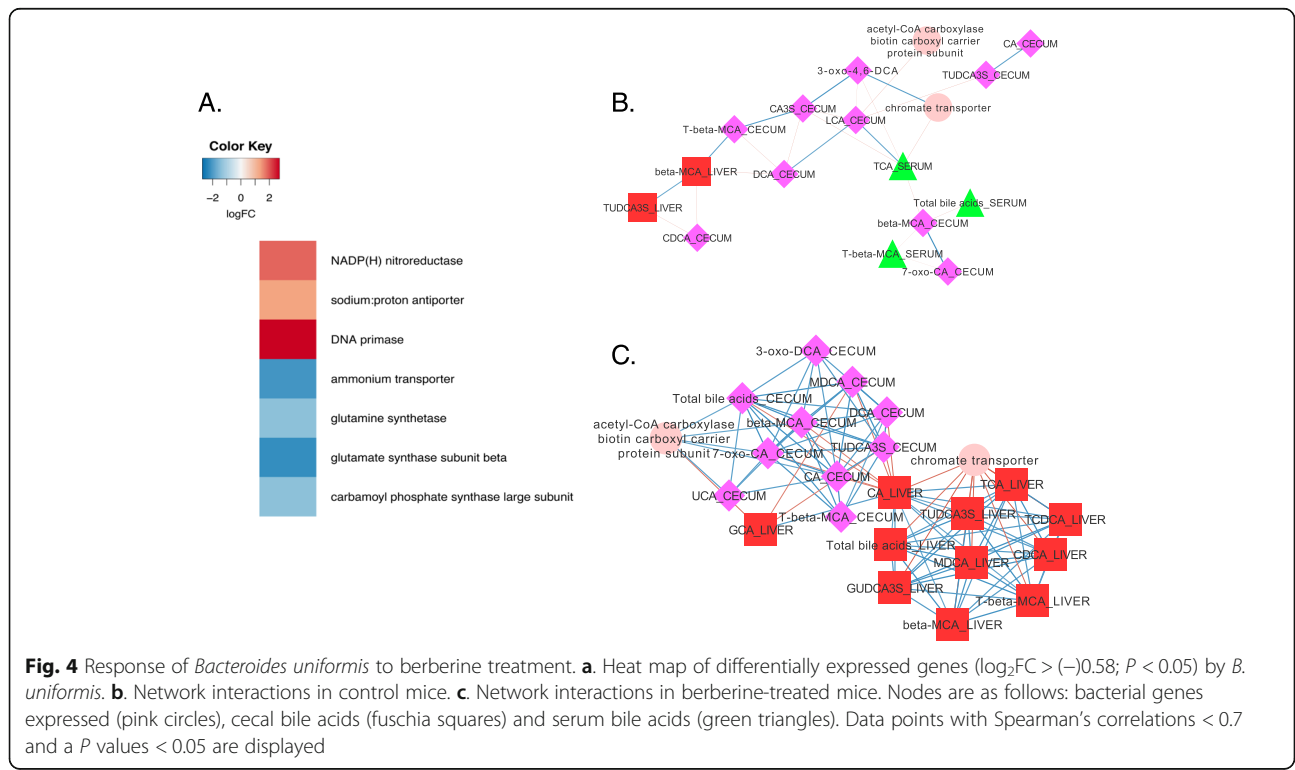 A.
Color Key
−2 0 2
logFC
NADP(H) nitroreductase
sodium:proton antiporter
DNA primase
ammonium transporter
glutamine synthetase
glutamate synthase subunit beta
carbamoyl phosphate synthase large subunit
B.
acetyl-CoA carboxylase
biotin carboxyl carrier
protein subunit
CA_CECUM
3-oxo-4,6-DCA
TUDCA3S_CECUM
CA3S_CECUM
chromate transporter
LCA_CECUM
T-beta-MCA_CECUM
TCA_SERUM
beta-MCA_LIVER
DCA_CECUM
TUDCA3S_LIVER
Total bile acids_SERUM
beta-MCA_CECUM
CDCA_CECUM
T-beta-MCA_SERUM
7-oxo-CA_CECUM
C.
3-oxo-DCA_CECUM
MDCA_CECUM
Total bile acids_CECUM
DCA_CECUM
beta-MCA_CECUM
acetyl-CoA carboxylase
biotin carboxyl carrier
protein subunit
TUDCA3S_CECUM
7-oxo-CA_CECUM
chromate transporter
CA_CECUM
TCA_LIVER
CA_LIVER
UCA_CECUM
TUDCA3S_LIVER
T-beta-MCA_CECUM
TCDCA_LIVER
GCA_LIVER
Total bile acids_LIVER
CDCA_LIVER
MDCA_LIVER
GUDCA3S_LIVER
T-beta-MCA_LIVER
beta-MCA_LIVER
Fig. 4 Response of Bacteroides uniformis to berberine treatment. a. Heat map of differentially expressed genes (log2FC > (−)0.58; P < 0.05) by B.
uniformis. b. Network interactions in control mice. c. Network interactions in berberine-treated mice. Nodes are as follows: bacterial genes
expressed (pink circles), cecal bile acids (fuschia squares) and serum bile acids (green triangles). Data points with Spearman's correlations < 0.7
and a P values < 0.05 are displayed